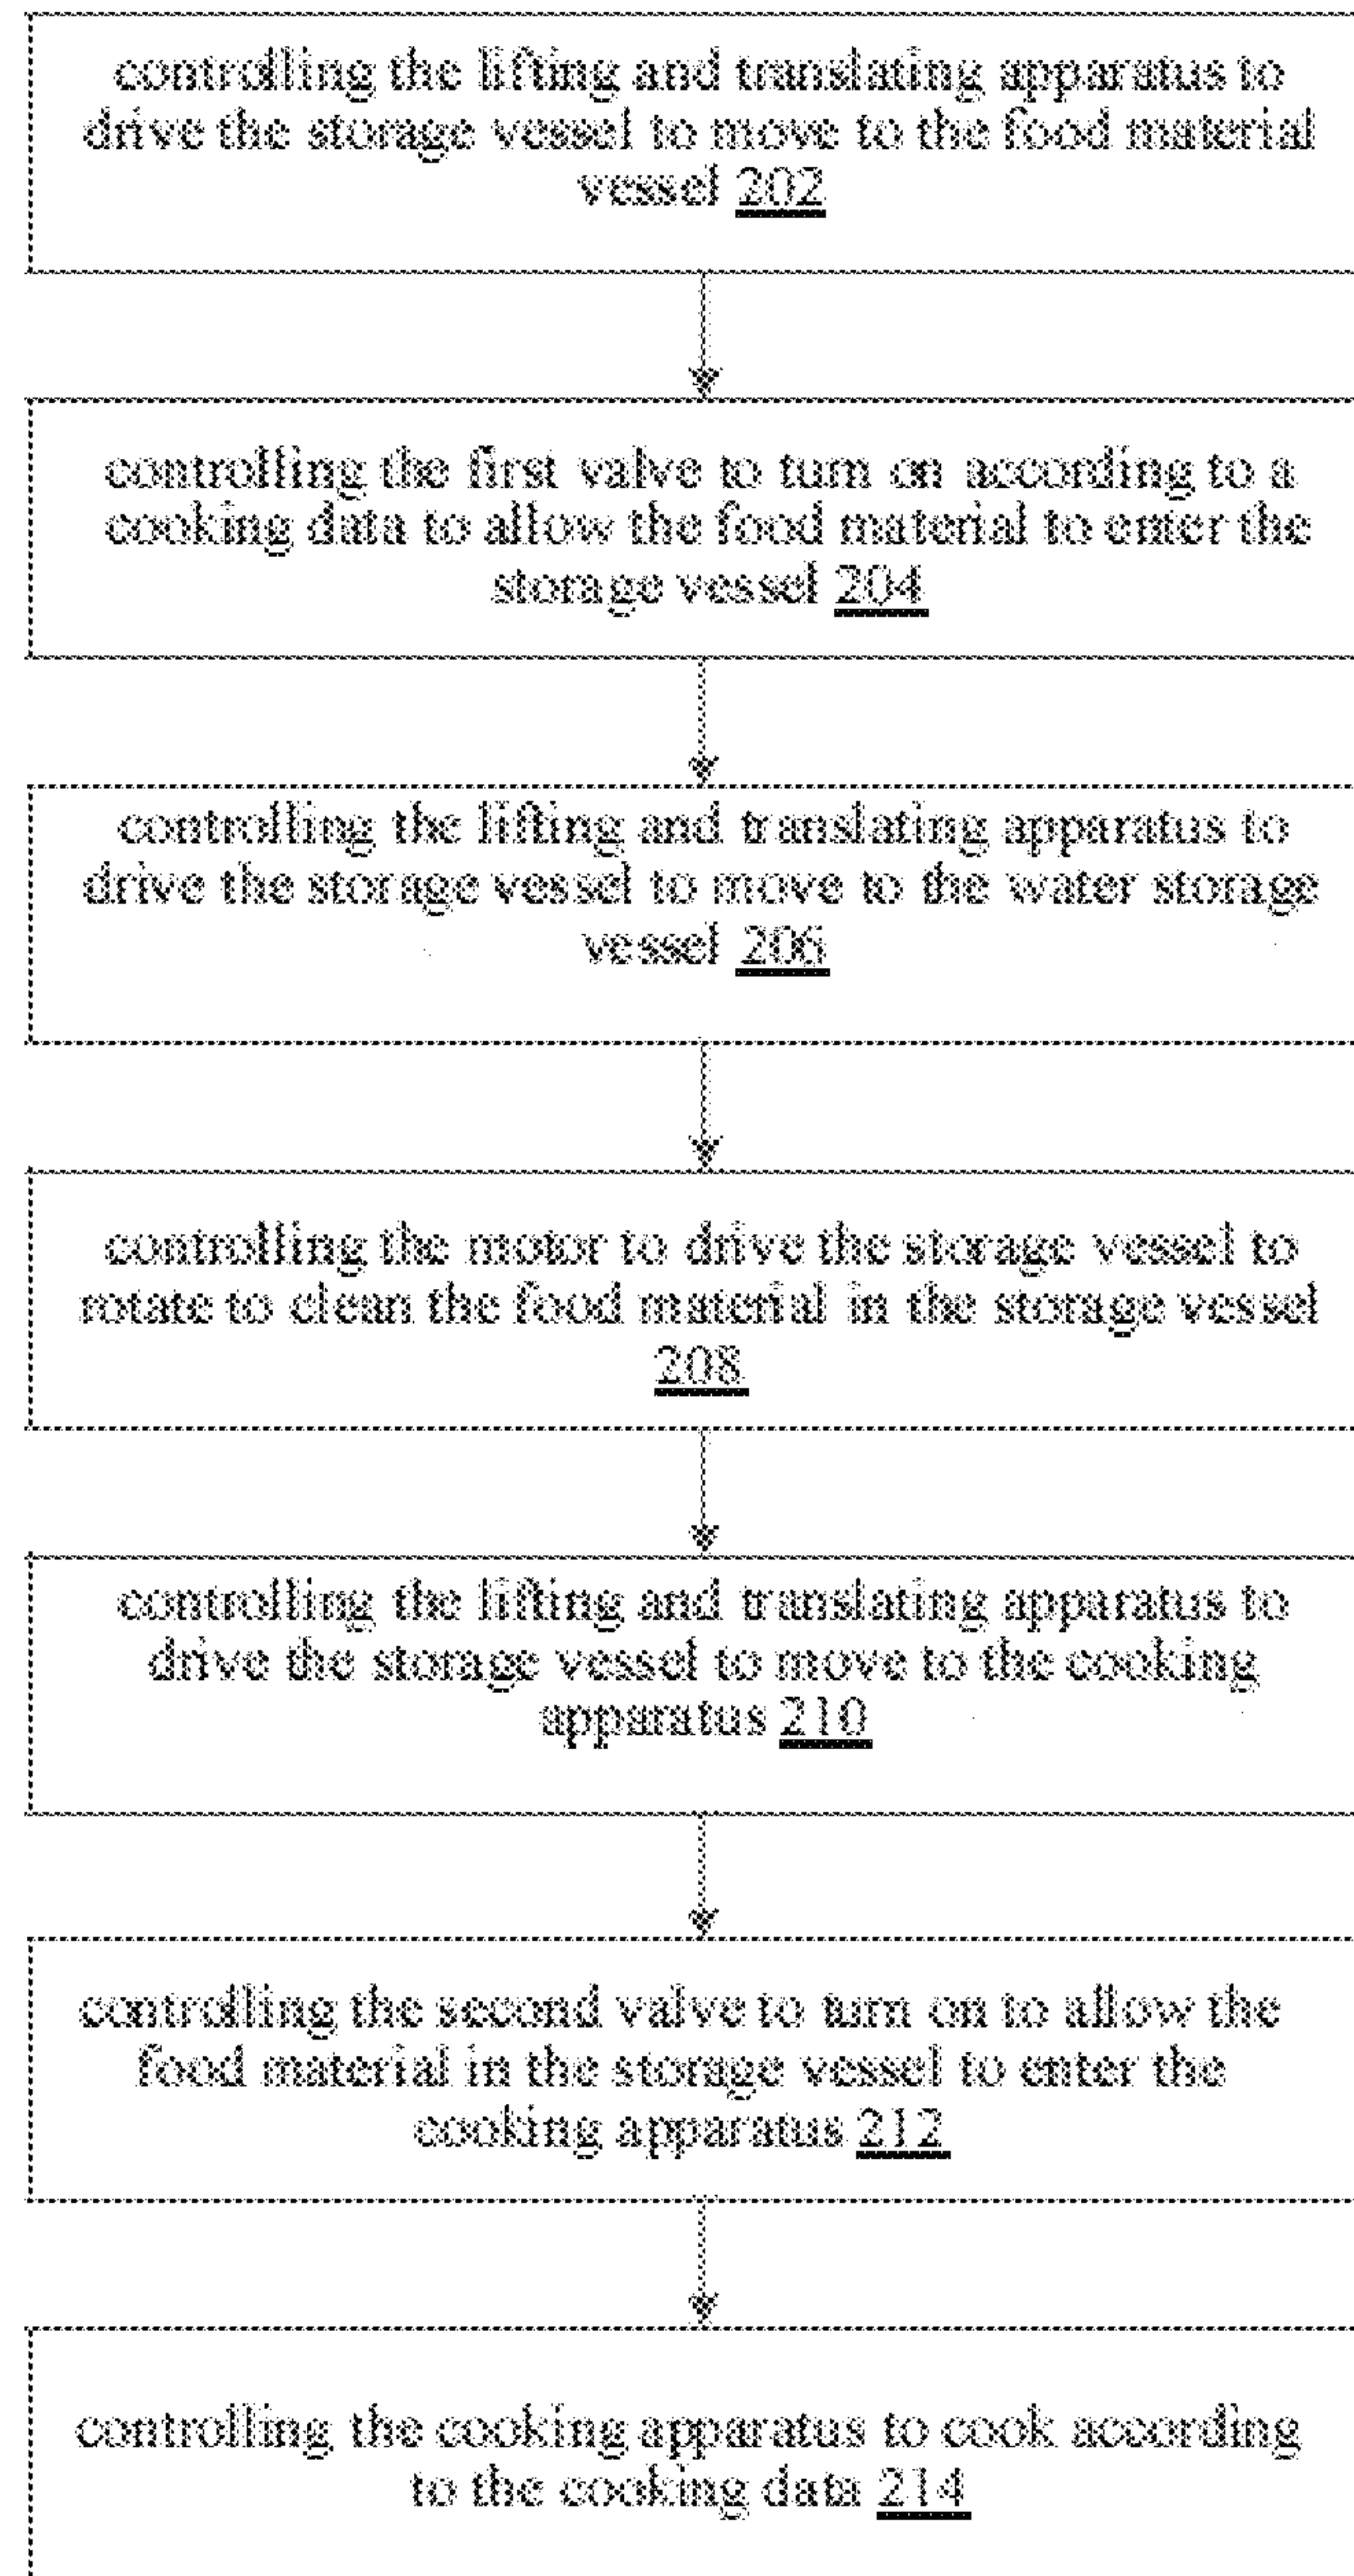 controlling the lifting and translating apparatus to
drive the storage vessel to move to the food material
vessel 202
controlling the first valve to turn on according to a
cooking data to allow the food material to enter the
storage vessel 204
controlling the lifting and translating apparatus to
drive the storage vessel to move to the water storage
vessel 206
controlling the motor to drive the storage vessel to
rotate to clean the food material in the storage vessel
208
controlling the lifting and translating apparatus to
drive the storage vessel to move to the cooking
apparatus 210
controlling the second valve to turn on to allow the
food material in the storage vessel to enter the
cooking apparatus 212
controlling the cooking apparatus to cook according
to the cooking data 214